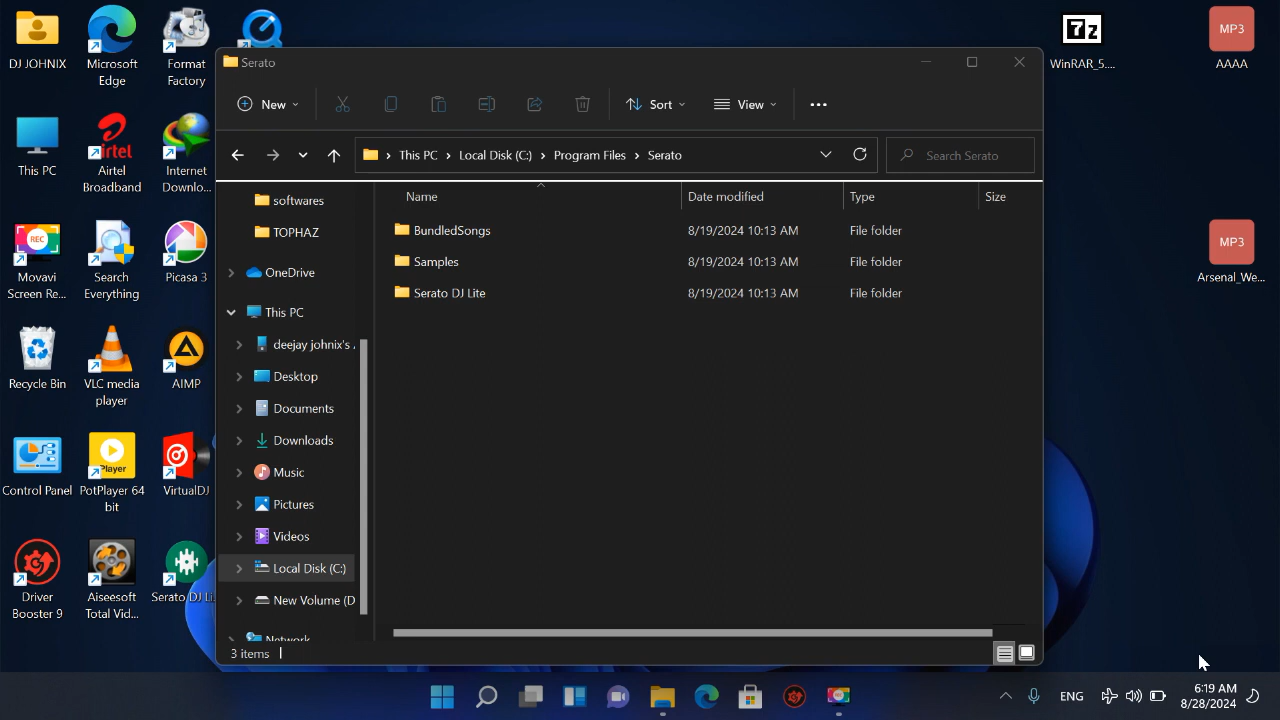 DJ JOHNIX
Microsoft
Edge
Format
Factory
WinRAR_5....
MP3
AAAA
This PC
Airtel
Broadband
airtel
Internet
Downlo...
REC
Movavi
Screen Re...
Search
Everything
Picasa 3
MP3
Arsenal_We...
Recycle Bin
VLC media
player
AIMP
Control Panel
Player
PotPlayer 64
bit
VirtualDJ
Driver
Booster 9
Aiseesoft
Total Vid...
Serato DJ Li...
7z
Serato
New
Sort
View
This PC
Local Disk (C:)
Program Files
Serato
Search Serato
softwares
TOPHAZ
OneDrive
This PC
deejay johnix's
Desktop
Documents
Downloads
Music
Pictures
Videos
Local Disk (C:)
New Volume (D
Network
Name Date modified Type Size
BundledSongs 8/19/2024 10:13 AM File folder
Samples 8/19/2024 10:13 AM File folder
Serato DJ Lite 8/19/2024 10:13 AM File folder
3 items
ENG
6:19 AM
8/28/2024